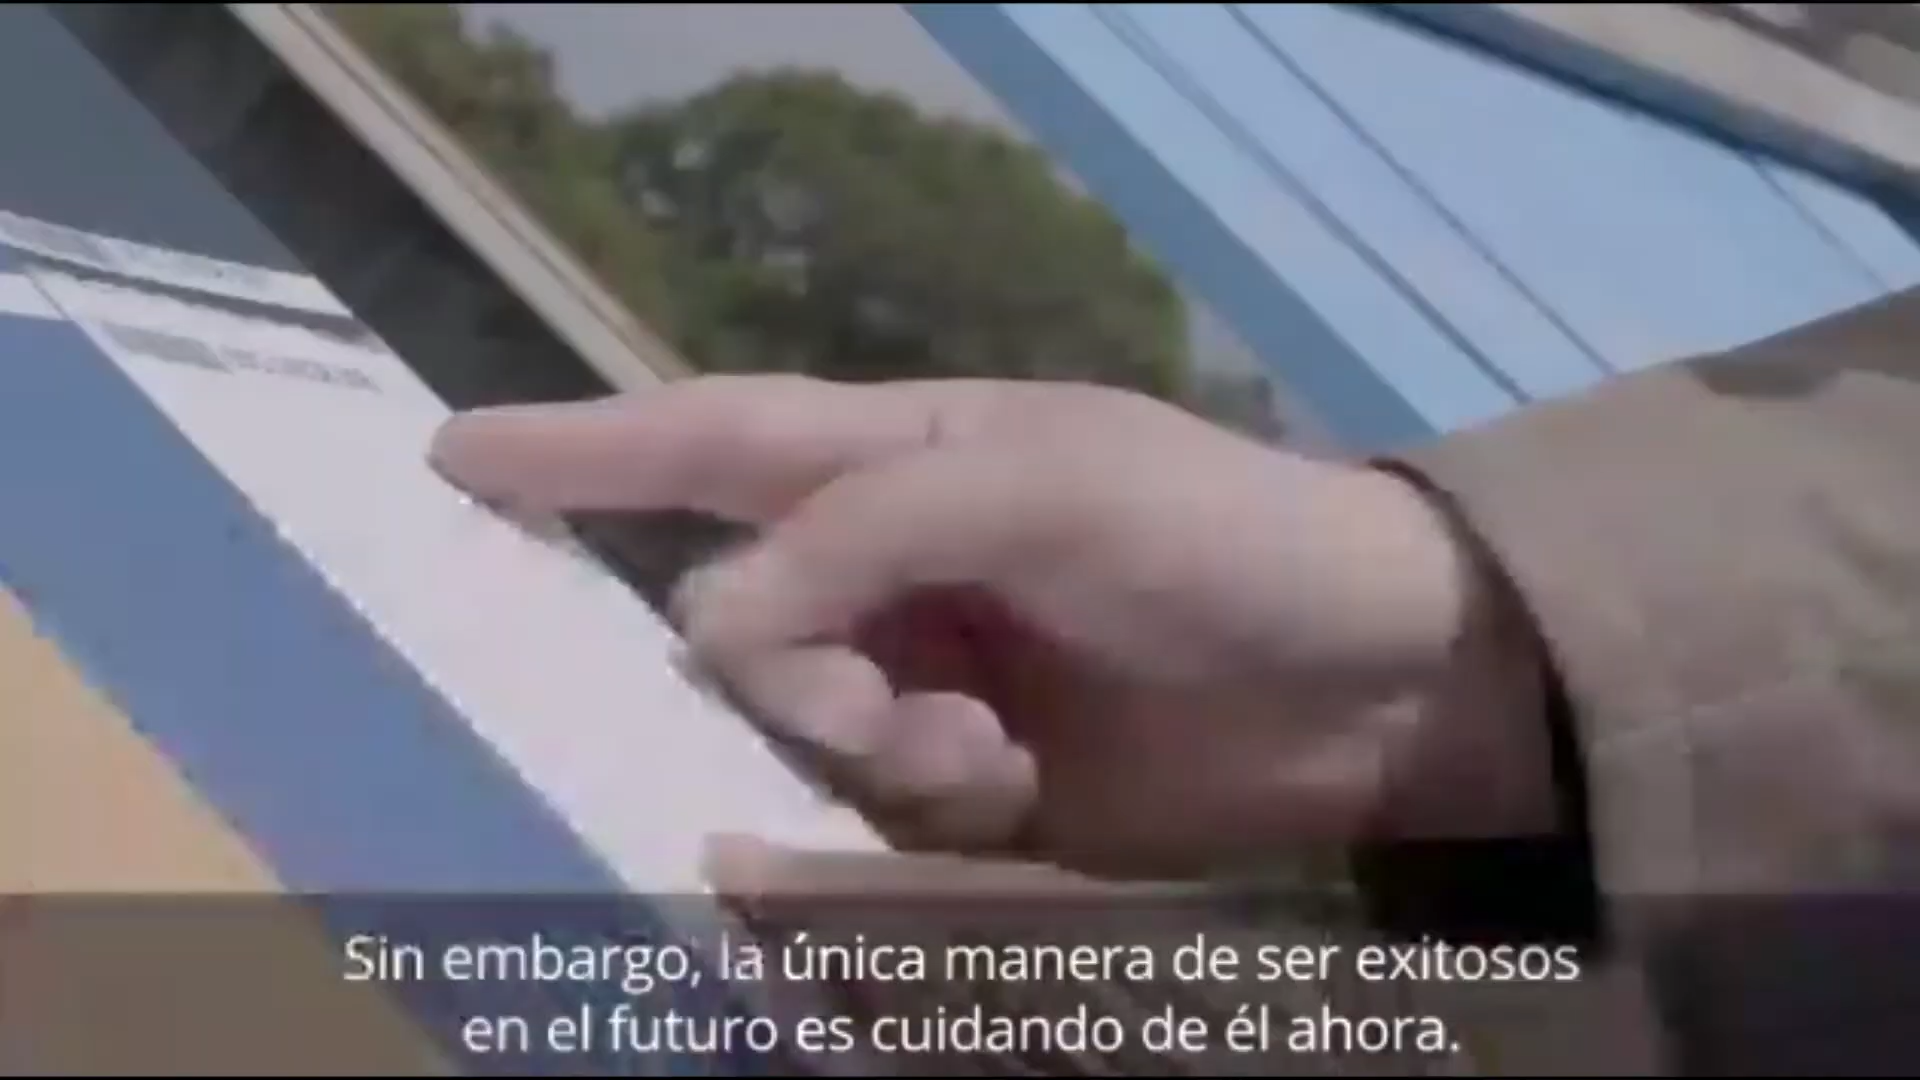 Sin embargo, la única manera de ser exitosos
en el futuro es cuidando de él ahora.